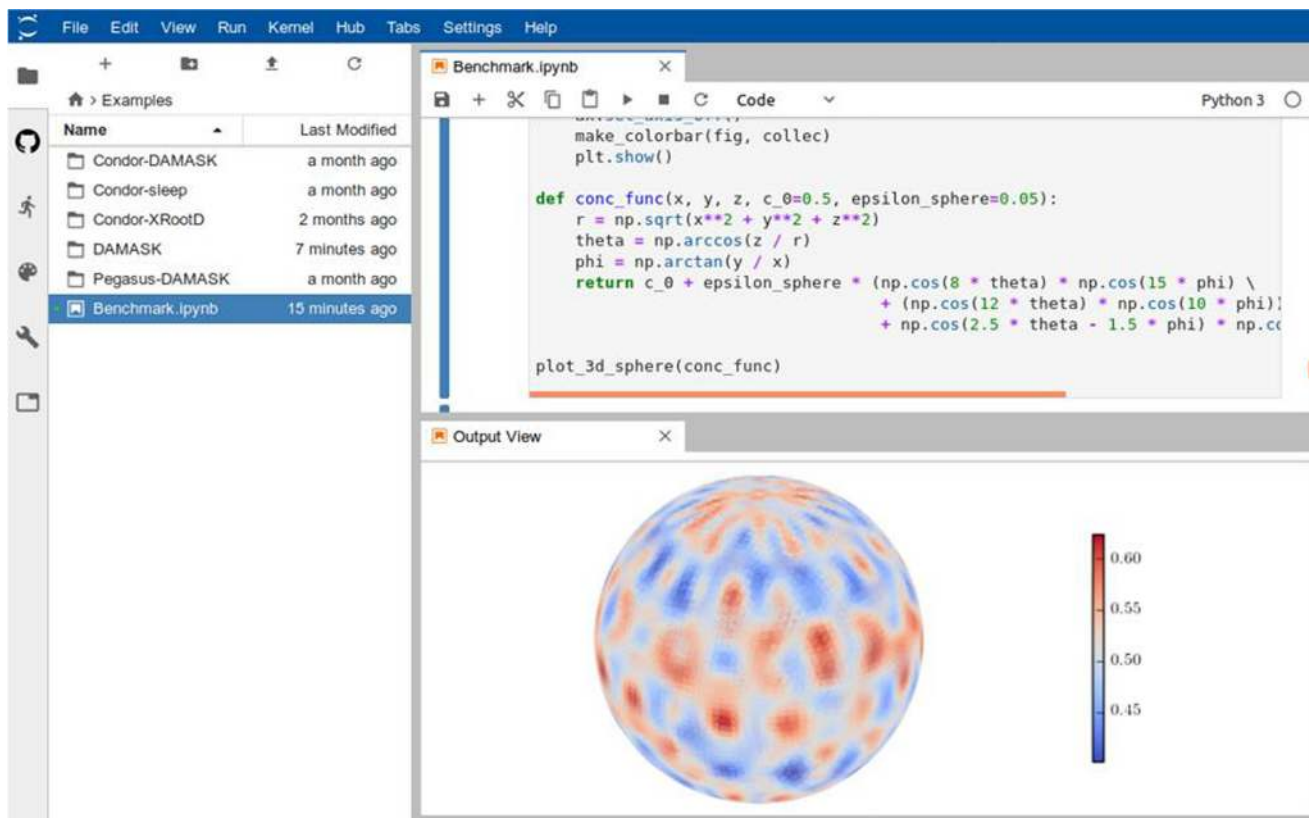 File Edit View Run Kernel Hub Tabs Settings Help
Examples
Name Last Modified
Condor-DAMASK a month ago
Condor-sleep a month ago
Condor-XRootD 2 months ago
DAMASK 7 minutes ago
Pegasus-DAMASK a month ago
Benchmark.ipynb 15 minutes ago
Benchmark.ipynb
Code Python 3
make_colorbar(fig, collec)
plt.show()
def conc_func(x, y, z, c_0=0.5, epsilon_sphere=0.05):
r = np.sqrt(x**2 + y**2 + z**2)
theta = np.arccos(z / r)
phi = np.arctan(y / x)
return c_0 + epsilon_sphere * (np.cos(8 * theta) * np.cos(15 * phi) \
+ (np.cos(12 * theta) * np.cos(10 * phi))
+ np.cos(2.5 * theta - 1.5 * phi) *
plot_3d_sphere(conc_func)
Output View
0.60
0.55
0.50
0.45